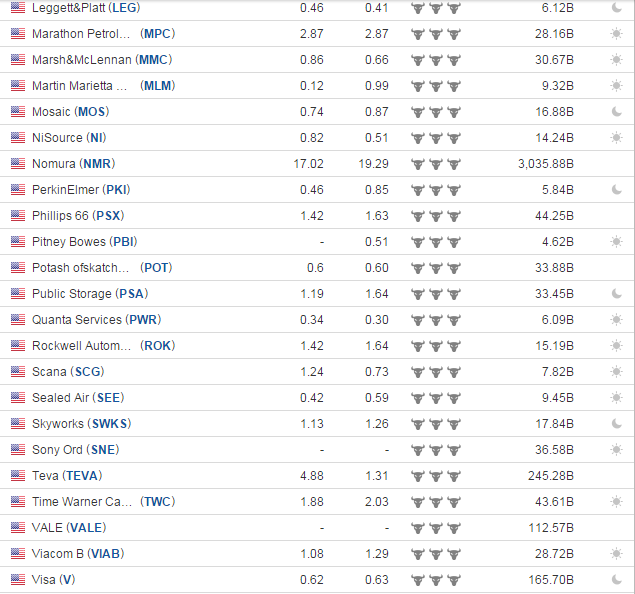 Leggett&Platt (LEG) 0.46 0.41 6.12B
Marathon Petrol... (MPC) 2.87 2.87 28.16B
Marsh&McLennan (MMC) 0.86 0.66 30.67B
Martin Marietta ... (MLM) 0.12 0.99 9.32B
Mosaic (MOS) 0.74 0.87 16.88B
NiSource (NI) 0.82 0.51 14.24B
Nomura (NMR) 17.02 19.29 3,035.88B
PerkinElmer (PKI) 0.46 0.85 5.84B
Phillips 66 (PSX) 1.42 1.63 44.25B
Pitney Bowes (PBI) - 0.51 4.62B
Potash ofskatch... (POT) 0.6 0.60 33.88B
Public Storage (PSA) 1.19 1.64 33.45B
Quanta Services (PWR) 0.34 0.30 6.09B
Rockwell Autom... (ROK) 1.42 1.64 15.19B
Scana (SCG) 1.24 0.73 7.82B
Sealed Air (SEE) 0.42 0.59 9.45B
Skyworks (SWKS) 1.13 1.26 17.84B
Sony Ord (SNE) - - 36.58B
Teva (TEVA) 4.88 1.31 245.28B
Time Warner Ca... (TWC) 1.88 2.03 43.61B
VALE (VALE) - - 112.57B
Viacom B (VIAB) 1.08 1.29 28.72B
Visa (V) 0.62 0.63 165.70B